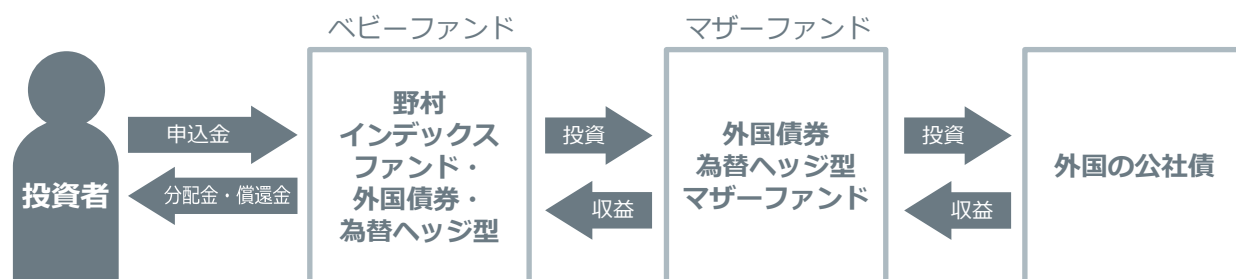 ベビーファンド
マザーファンド
投資者
申込金
分配金・償還金
野村
インデックス
ファンド・
外国債券・
為替ヘッジ型
投資
収益
外国債券
為替ヘッジ型
マザーファンド
投資
収益
外国の公社債